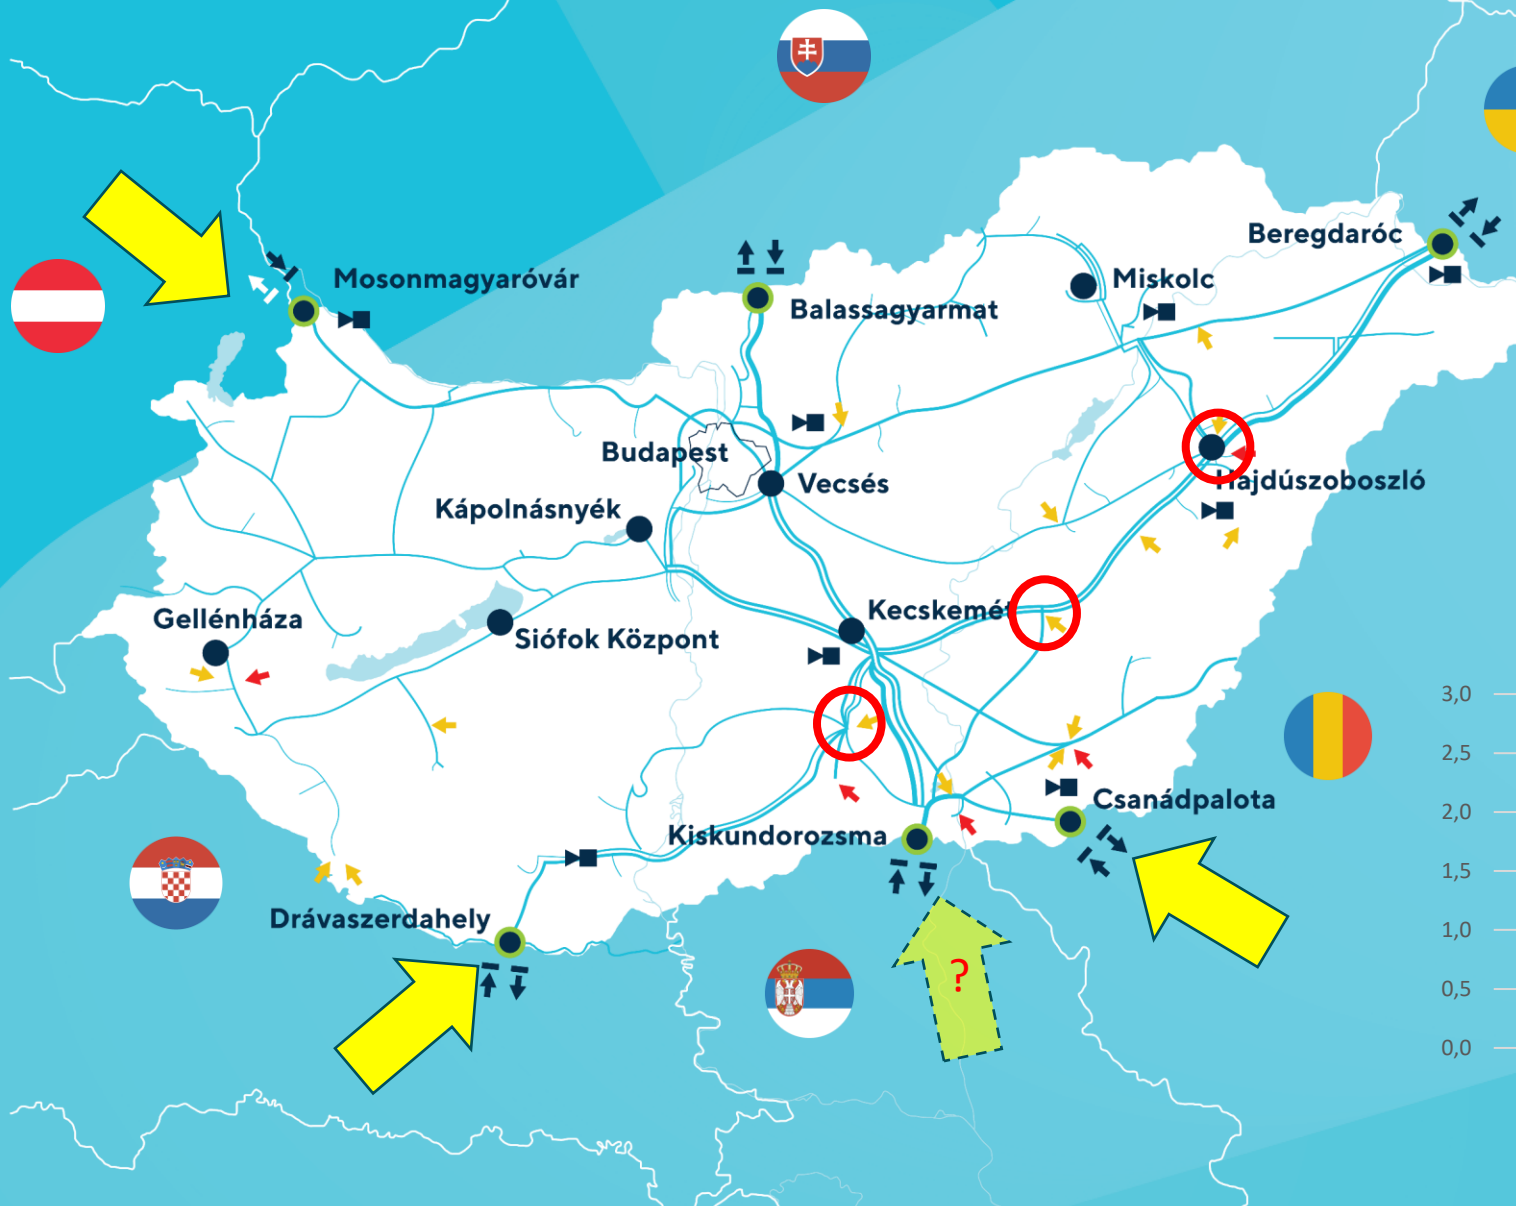 Beregdaróc
Mosonmagyaróvár
Miskolc
Balassagyarmat
Budapest
Vecsés
Hajdúszoboszló
Kápolnásnyék
Kecskemét
Gellénháza
Siófok Központ
3,0
2,5
Csanádpalota
2,0
Kiskundorozsma
1,5
Drávaszerdahely
1,0
?
0,5
0,0